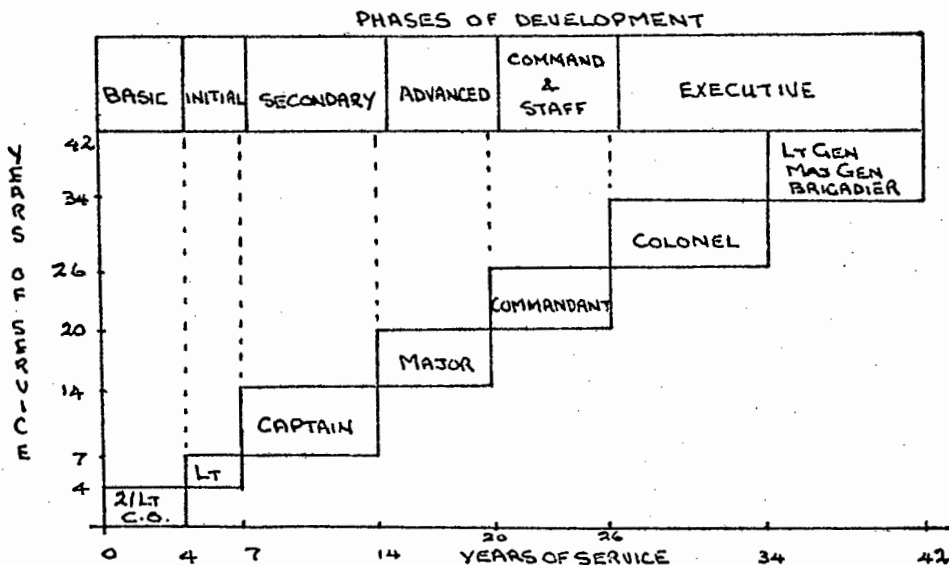 PHASES OF DEVELOPMENT
BASIC
INITIAL
SECONDARY
ADVANCED
COMMAND
&
STAFF
EXECUTIVE
YEARS OF SERVICE
42
34
26
20
14
7
4
LT GEN
MAJ GEN
BRIGADIER
COLONEL
COMMANDANT
MAJOR
CAPTAIN
LT
2/LT
C.O.
0 4 7 14 20 26 34 42
YEARS OF SERVICE